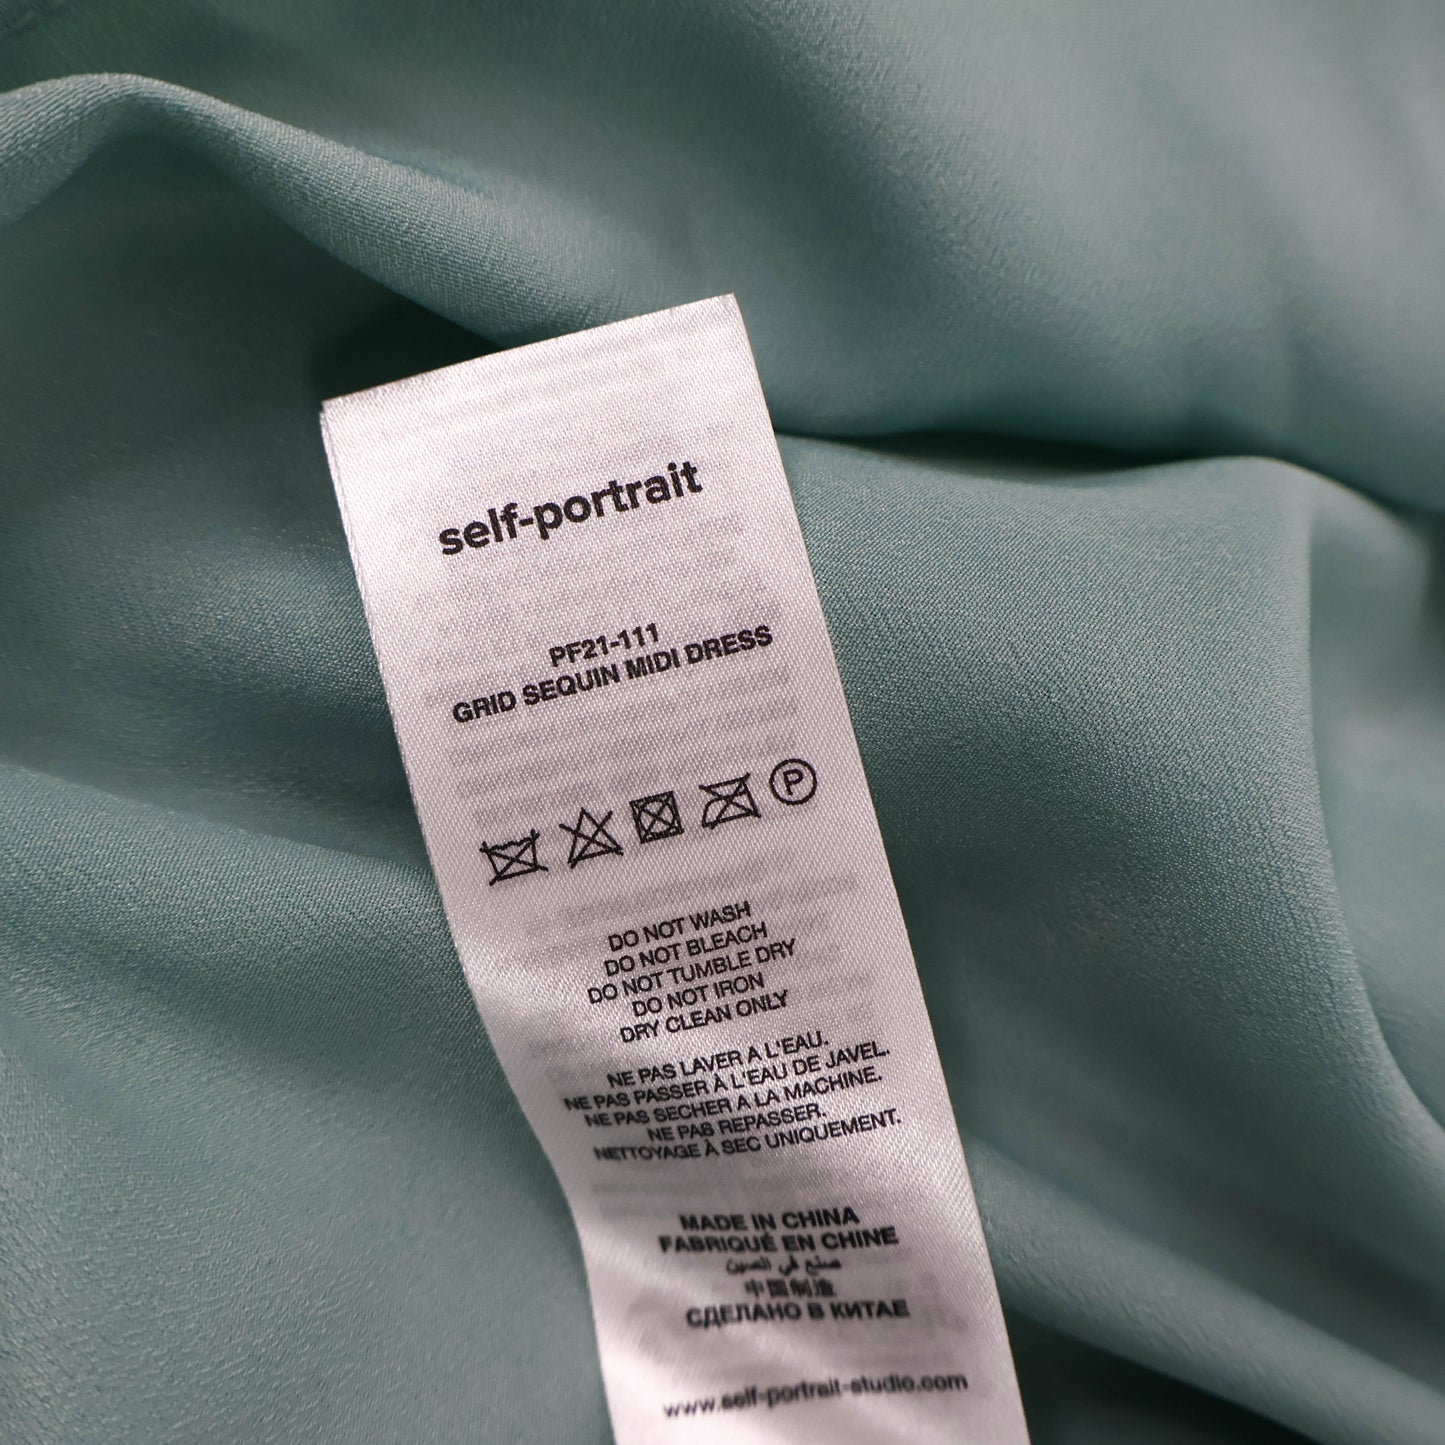 self-portrait
PF21-111
GRID SEQUIN MIDI DRESS
P
DO NOT WASH
DO NOT BLEACH
DO NOT TUMBLE DRY
DO NOT IRON
DRY CLEAN ONLY
NE PAS LAVER A L'EAU.
NE PAS PASSER À L'EAU DE JAVEL.
NE PAS SECHER A LA MACHINE.
NE PAS REPASSER.
NETTOYAGE À SEC UNIQUEMENT.
MADE IN CHINA
FABRIQUÉ EN CHINE
صنع في الصين
中国制造
СДЕЛАНО В КИТАЕ
www.self-portrait-studio.com